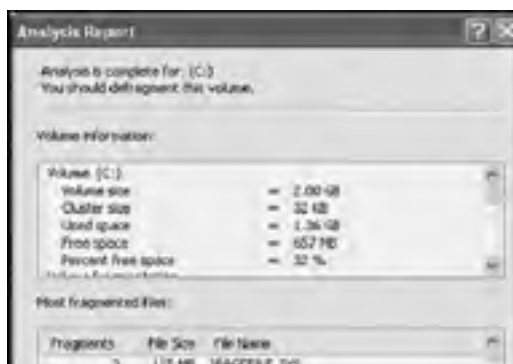 Analysis Report
Analysis is complete for: (C:)
You should defragment this volume.
Volume information:
Volume (C:)
Volume size = 2.00 GB
Cluster size = 32 KB
Used space = 1.36 GB
Free space = 657 MB
Percent free space = 32 %
Volume fragmentation
Most fragmented files:
Fragments File Size File Name